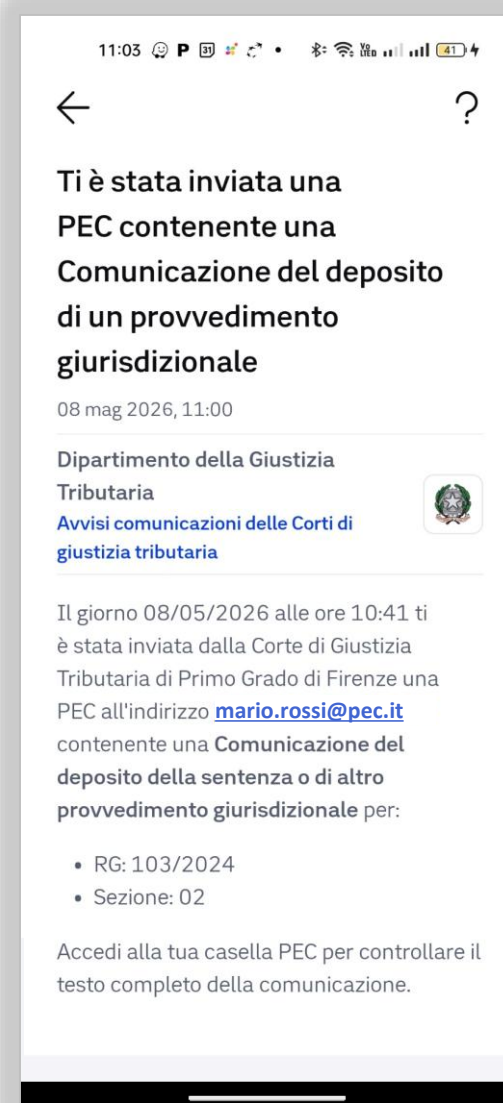 11:03 P 31 41
?
Ti è stata inviata una
PEC contenente una
Comunicazione del deposito
di un provvedimento
giurisdizionale
08 mag 2026, 11:00
Dipartimento della Giustizia
Tributaria
Avvisi comunicazioni delle Corti di
giustizia tributaria
Il giorno 08/05/2026 alle ore 10:41 ti
è stata inviata dalla Corte di Giustizia
Tributaria di Primo Grado di Firenze una
PEC all'indirizzo mario.rossi@pec.it
contenente una Comunicazione del
deposito della sentenza o di altro
provvedimento giurisdizionale per:
• RG: 103/2024
• Sezione: 02
Accedi alla tua casella PEC per controllare il
testo completo della comunicazione.